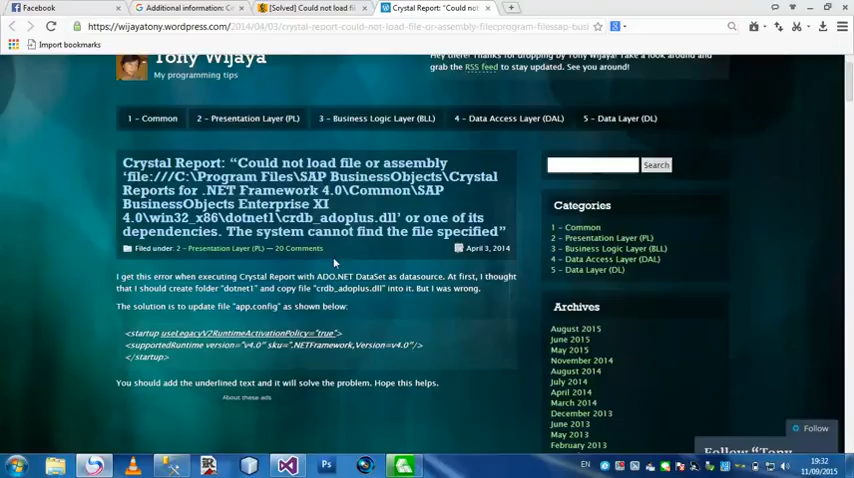 Facebook
Additional information: Co
[Solved] Could not load fi
Crystal Report: "Could not
https://wijayatony.wordpress.com/2014/04/03/crystal-report-could-not-load-file-or-assembly-filecprogram-filessap-busi
Import bookmarks
Tony Wijaya
My programming tips
Hey there! Thanks for dropping by Tony Wijaya! Take a look around and
grab the RSS feed to stay updated. See you around!
1 - Common
2 - Presentation Layer (PL)
3 - Business Logic Layer (BLL)
4 - Data Access Layer (DAL)
5 - Data Layer (DL)
Crystal Report: “Could not load file or assembly
‘file:///C:\Program Files\SAP BusinessObjects\Crystal
Reports for .NET Framework 4.0\Common\SAP
BusinessObjects Enterprise XI
4.0\win32_x86\dotnet1\crdb_adoplus.dll’ or one of its
dependencies. The system cannot find the file specified”
Filed under: 2 - Presentation Layer (PL) — 20 Comments
April 3, 2014
I get this error when executing Crystal Report with ADO.NET DataSet as datasource. At first, I thought
that I should create folder "dotnet1" and copy file "crdb_adoplus.dll" into it. But I was wrong.
The solution is to update file "app.config" as shown below:
<startup useLegacyV2RuntimeActivationPolicy="true">
<supportedRuntime version="v4.0" sku=".NETFramework,Version=v4.0"/>
</startup>
You should add the underlined text and it will solve the problem. Hope this helps.
About these ads
Search
Categories
1 - Common
2 - Presentation Layer (PL)
3 - Business Logic Layer (BLL)
4 - Data Access Layer (DAL)
5 - Data Layer (DL)
Archives
August 2015
June 2015
May 2015
November 2014
August 2014
July 2014
April 2014
March 2014
December 2013
June 2013
May 2013
February 2013
Follow
Follow "Tony
Ps
EN
19:32
11/09/2015